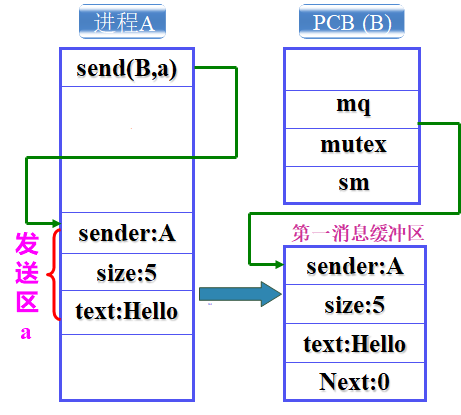 进程A
send(B,a)
发送区a
sender:A
size:5
text:Hello
PCB (B)
mq
mutex
sm
第一消息缓冲区
sender:A
size:5
text:Hello
Next:0